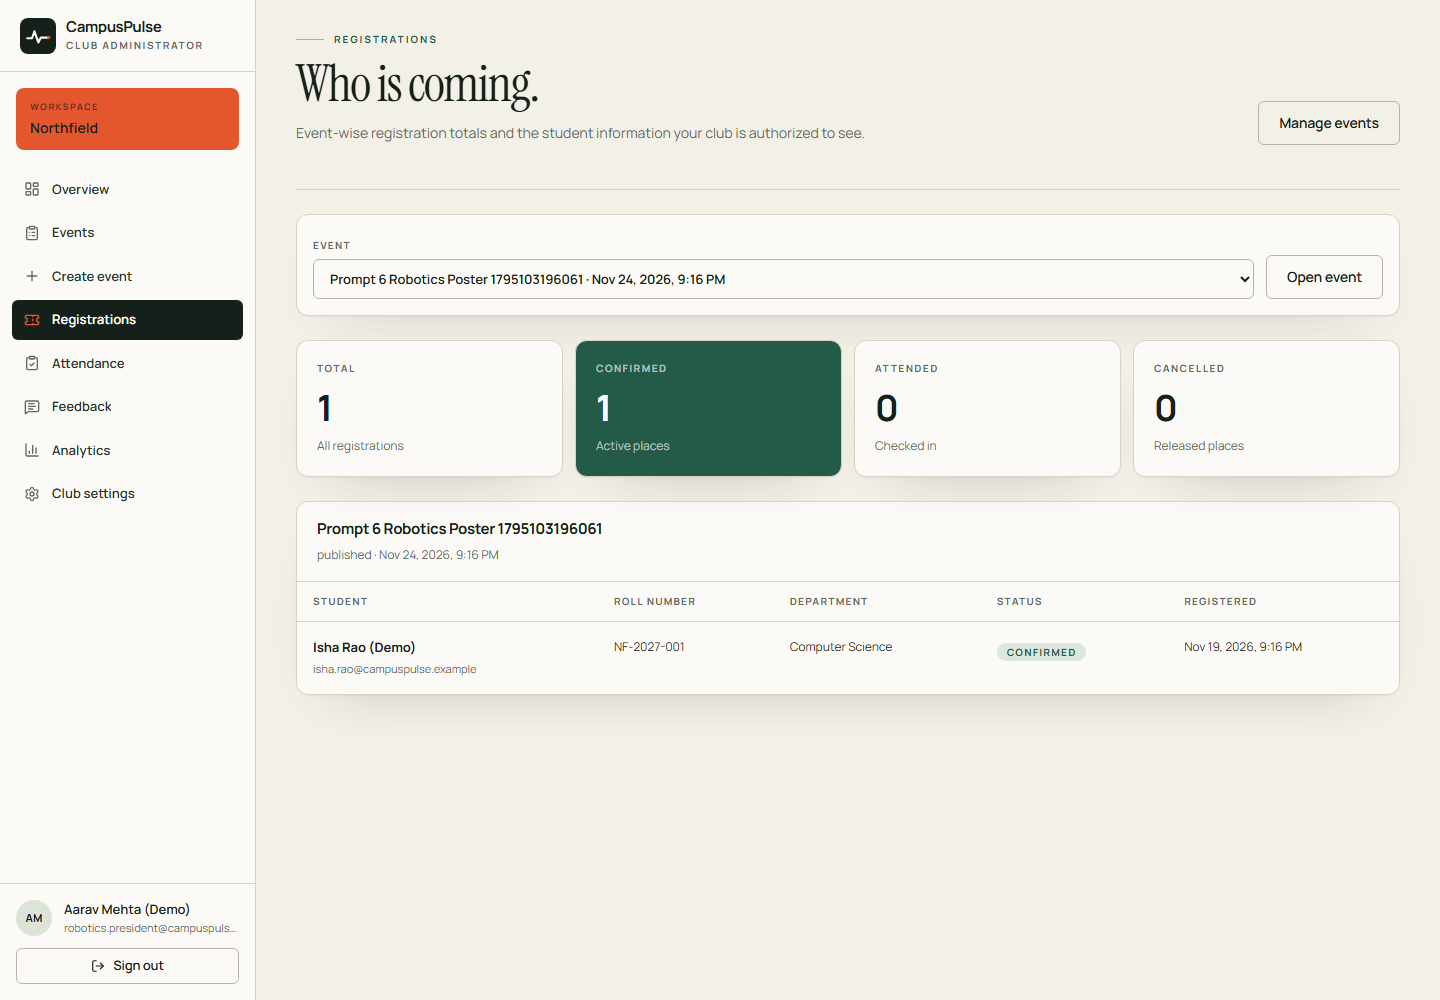 CampusPulse
CLUB ADMINISTRATOR
WORKSPACE
Northfield
Overview
Events
Create event
Registrations
Attendance
Feedback
Analytics
Club settings
AM
Aarav Mehta (Demo)
robotics.president@campuspuls...
Sign out
REGISTRATIONS
Who is coming.
Event-wise registration totals and the student information your club is authorized to see.
Manage events
EVENT
Prompt 6 Robotics Poster 1795103196061 · Nov 24, 2026, 9:16 PM
Open event
TOTAL
1
All registrations
CONFIRMED
1
Active places
ATTENDED
0
Checked in
CANCELLED
0
Released places
Prompt 6 Robotics Poster 1795103196061
published · Nov 24, 2026, 9:16 PM
STUDENT ROLL NUMBER DEPARTMENT STATUS REGISTERED
Isha Rao (Demo) NF-2027-001 Computer Science CONFIRMED Nov 19, 2026, 9:16 PM
isha.rao@campuspulse.example